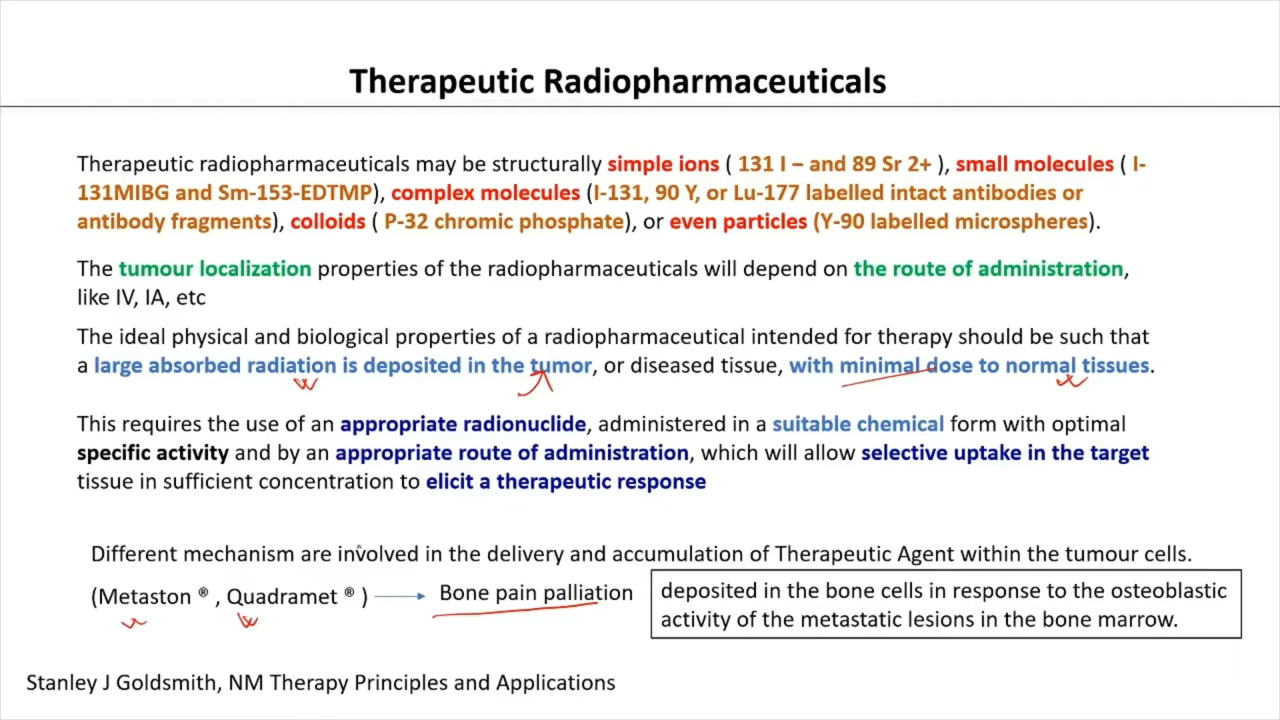 Therapeutic Radiopharmaceuticals
Therapeutic radiopharmaceuticals may be structurally simple ions ( 131 I – and 89 Sr 2+ ), small molecules ( I-
131MIBG and Sm-153-EDTMP), complex molecules (I-131, 90 Y, or Lu-177 labelled intact antibodies or
antibody fragments), colloids ( P-32 chromic phosphate), or even particles (Y-90 labelled microspheres).
The tumour localization properties of the radiopharmaceuticals will depend on the route of administration,
like IV, IA, etc
The ideal physical and biological properties of a radiopharmaceutical intended for therapy should be such that
a large absorbed radiation is deposited in the tumor, or diseased tissue, with minimal dose to normal tissues.
This requires the use of an appropriate radionuclide, administered in a suitable chemical form with optimal
specific activity and by an appropriate route of administration, which will allow selective uptake in the target
tissue in sufficient concentration to elicit a therapeutic response
Different mechanism are involved in the delivery and accumulation of Therapeutic Agent within the tumour cells.
(Metaston ® , Quadramet ® ) Bone pain palliation
deposited in the bone cells in response to the osteoblastic
activity of the metastatic lesions in the bone marrow.
Stanley J Goldsmith, NM Therapy Principles and Applications